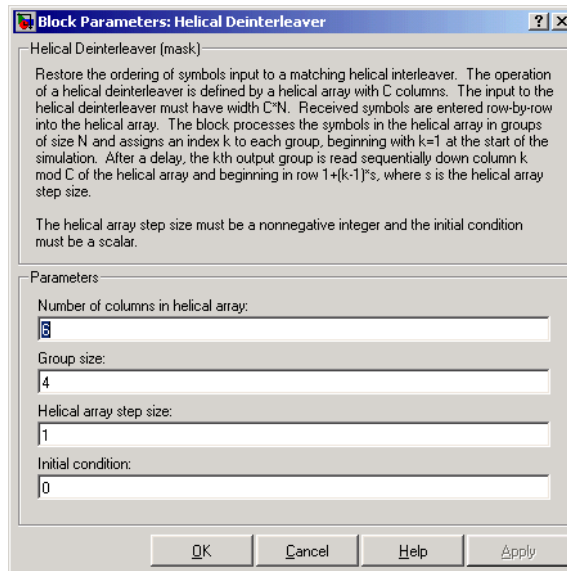 Block Parameters: Helical Deinterleaver
Helical Deinterleaver (mask)
Restore the ordering of symbols input to a matching helical interleaver. The operation
of a helical deinterleaver is defined by a helical array with C columns. The input to
the helical deinterleaver must have width C*N. Received symbols are entered row-by-row
into the helical array. The block processes the symbols in the helical array in groups
of size N and assigns an index k to each group, beginning with k=1 at the start of the
simulation. After a delay, the kth output group is read sequentially down column k
mod C of the helical array and beginning in row 1+(k-1)*s, where s is the helical array
step size.
The helical array step size must be a nonnegative integer and the initial condition
must be a scalar.
Parameters
Number of columns in helical array:
6
Group size:
4
Helical array step size:
1
Initial condition:
0
OK Cancel Help Apply